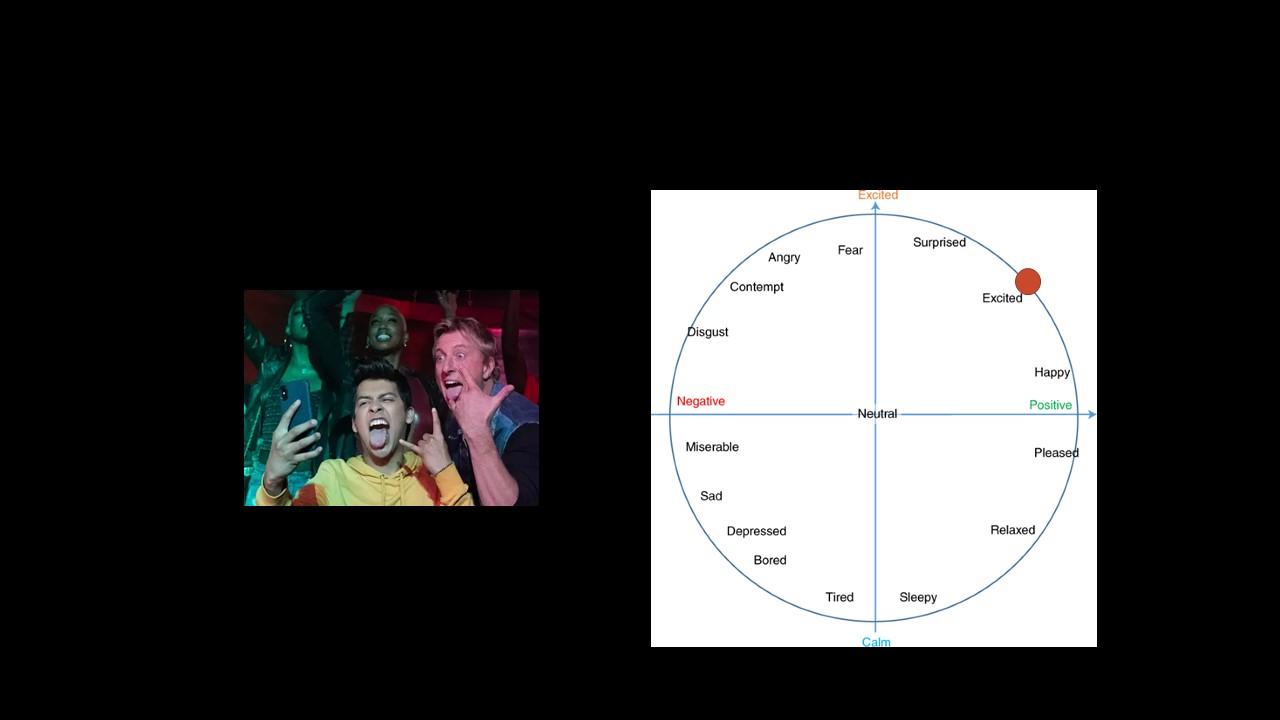 Excited
Surprised
Fear
Angry
Contempt
Excited
Disgust
Happy
Negative
Positive
Neutral
Miserable
Pleased
Sad
Depressed
Relaxed
Bored
Tired
Sleepy
Calm